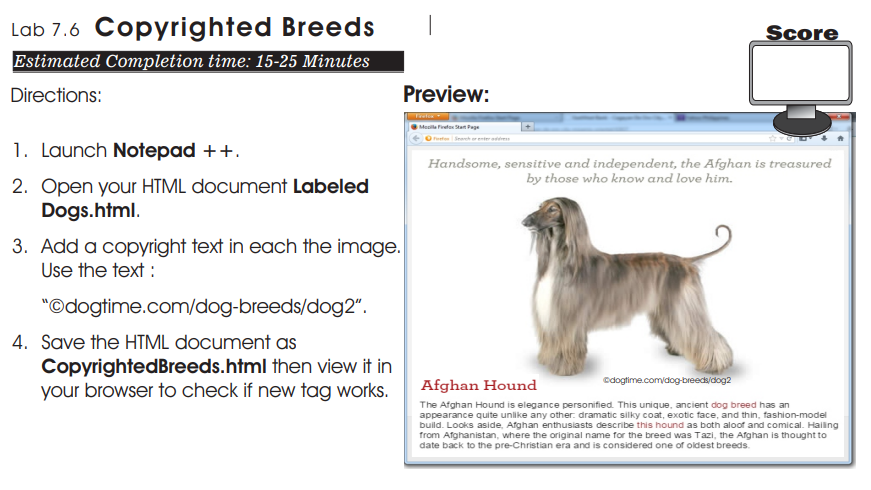 Lab 7.6 Copyrighted Breeds
Score
Estimated Completion time: 15-25 Minutes
Directions:
1. Launch Notepad ++.
2. Open your HTML document Labeled
Dogs.html.
3. Add a copyright text in each the image.
Use the text :
"©dogtime.com/dog-breeds/dog2".
4. Save the HTML document as
CopyrightedBreeds.html then view it in
your browser to check if new tag works.
Preview:
Firefox
Mozilla Firefox Start Page
Firefox Search or enter address
Handsome, sensitive and independent, the Afghan is treasured
by those who know and love him.
©dogtime.com/dog-breeds/dog2
Afghan Hound
The Afghan Hound is elegance personified. This unique, ancient dog breed has an
appearance quite unlike any other: dramatic silky coat, exotic face, and thin, fashion-model
build. Looks aside, Afghan enthusiasts describe this hound as both aloof and comical. Hailing
from Afghanistan, where the original name for the breed was Tazi, the Afghan is thought to
date back to the pre-Christian era and is considered one of oldest breeds.